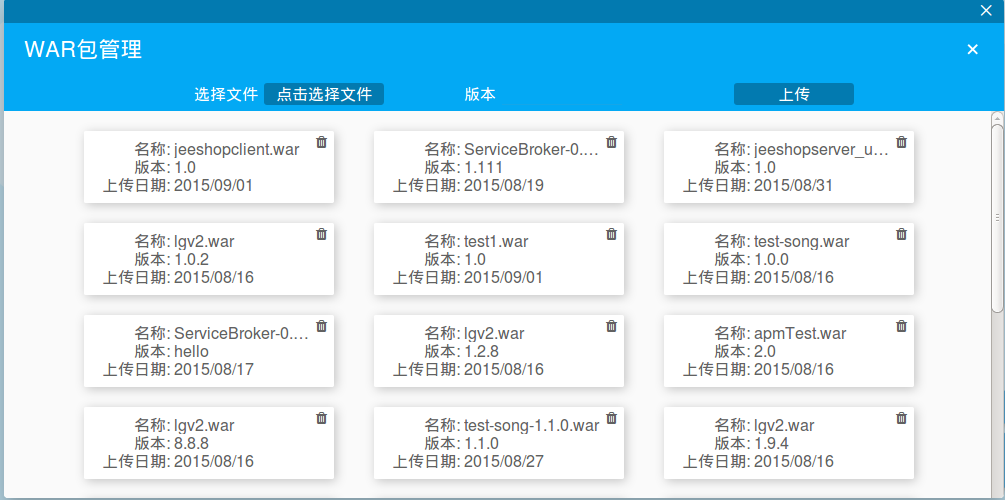 WAR包管理
选择文件 点击选择文件 版本 上传
名称: jeeshopclient.war
版本: 1.0
上传日期: 2015/09/01
名称: ServiceBroker-0....
版本: 1.111
上传日期: 2015/08/19
名称: jeeshopserver_u...
版本: 1.0
上传日期: 2015/08/31
名称: lgv2.war
版本: 1.0.2
上传日期: 2015/08/16
名称: test1.war
版本: 1.0
上传日期: 2015/09/01
名称: test-song.war
版本: 1.0.0
上传日期: 2015/08/16
名称: ServiceBroker-0....
版本: hello
上传日期: 2015/08/17
名称: lgv2.war
版本: 1.2.8
上传日期: 2015/08/16
名称: apmTest.war
版本: 2.0
上传日期: 2015/08/16
名称: lgv2.war
版本: 8.8.8
上传日期: 2015/08/16
名称: test-song-1.1.0.war
版本: 1.1.0
上传日期: 2015/08/27
名称: lgv2.war
版本: 1.9.4
上传日期: 2015/08/16